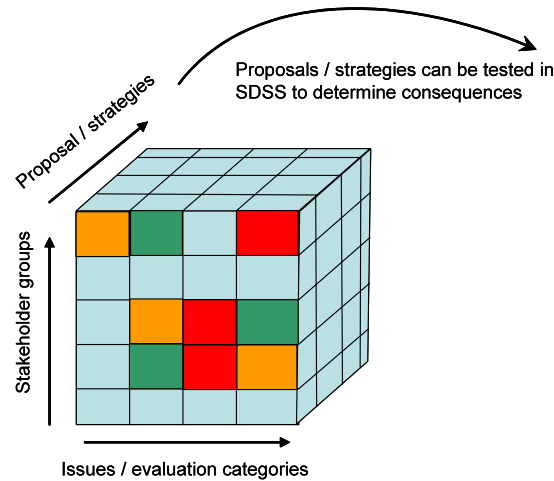 Proposals / strategies can be tested in
SDSS to determine consequences
Proposal / strategies
Stakeholder groups
Issues / evaluation categories